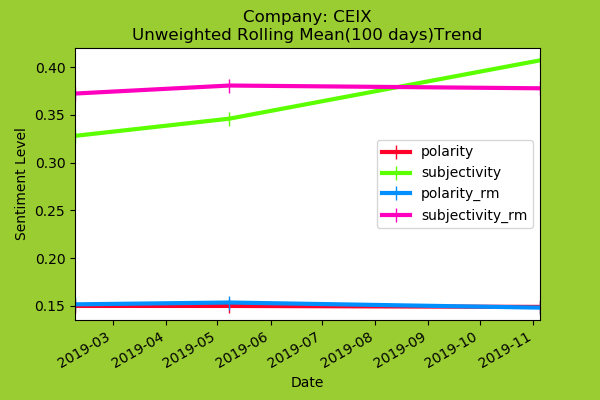 Company: CEIX
Unweighted Rolling Mean(100 days)Trend
0.40
0.35
0.30
0.25
0.20
0.15
Sentiment Level
polarity
subjectivity
polarity_rm
subjectivity_rm
2019-03
2019-04
2019-05
2019-06
2019-07
2019-08
2019-09
2019-10
2019-11
Date